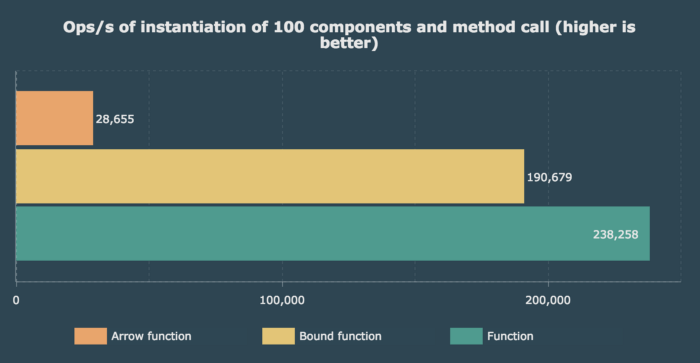 Ops/s of instantiation of 100 components and method call (higher is
better)
28,655
190,679
238,258
0
100,000
200,000
Arrow function
Bound function
Function